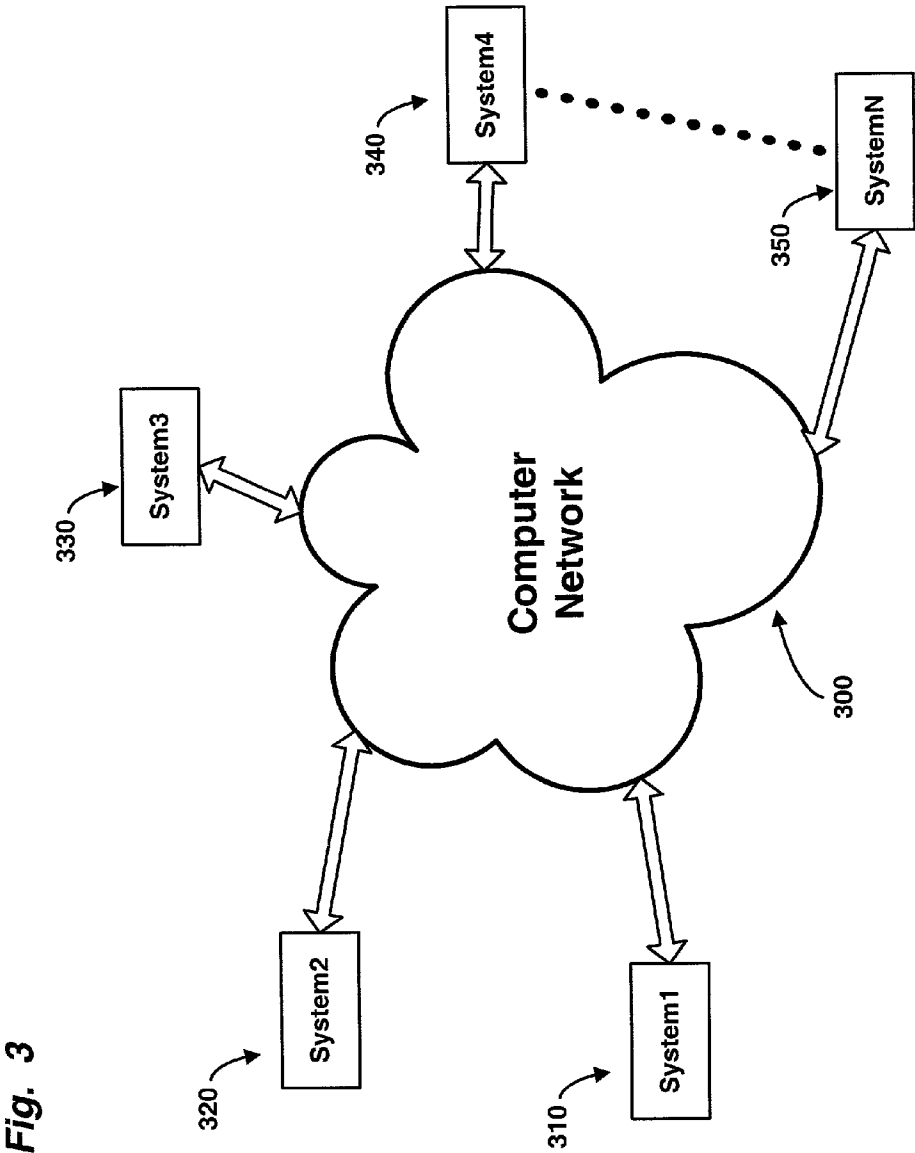 Fig. 3
320
System2
330
System3
340
System4
Computer
Network
310
System1
300
350
SystemN